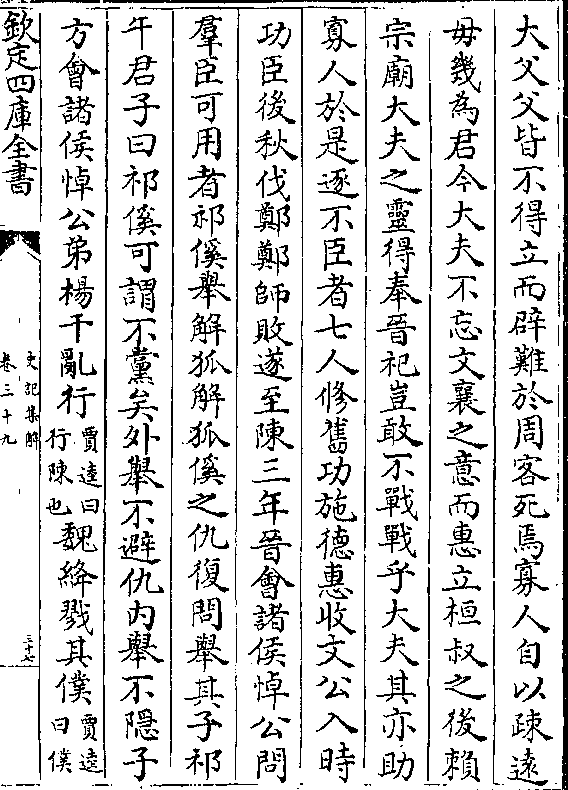 大父父皆不得立而辟難於周客死焉寡人自以疎遠
毋幾為君今大夫不忘文襄之意而惠立桓叔之後賴
宗廟大夫之靈得奉晉祀豈敢不戰戰乎大夫其亦助
寡人於是逐不臣者七人修舊功施德惠收文公入時
功臣後秋伐鄭鄭師敗遂至陳三年晉會諸侯悼公問
羣臣可用者祁傒舉解狐解狐傒之仇復問舉其子祁
午君子曰祁傒可謂不黨矣外舉不避仇内舉不隱子
方會諸侯悼公弟楊干亂行賈逵曰行陳也魏絳戮其僕賈逵曰僕
欽定四庫全書
史記集解
卷三十九
三十七